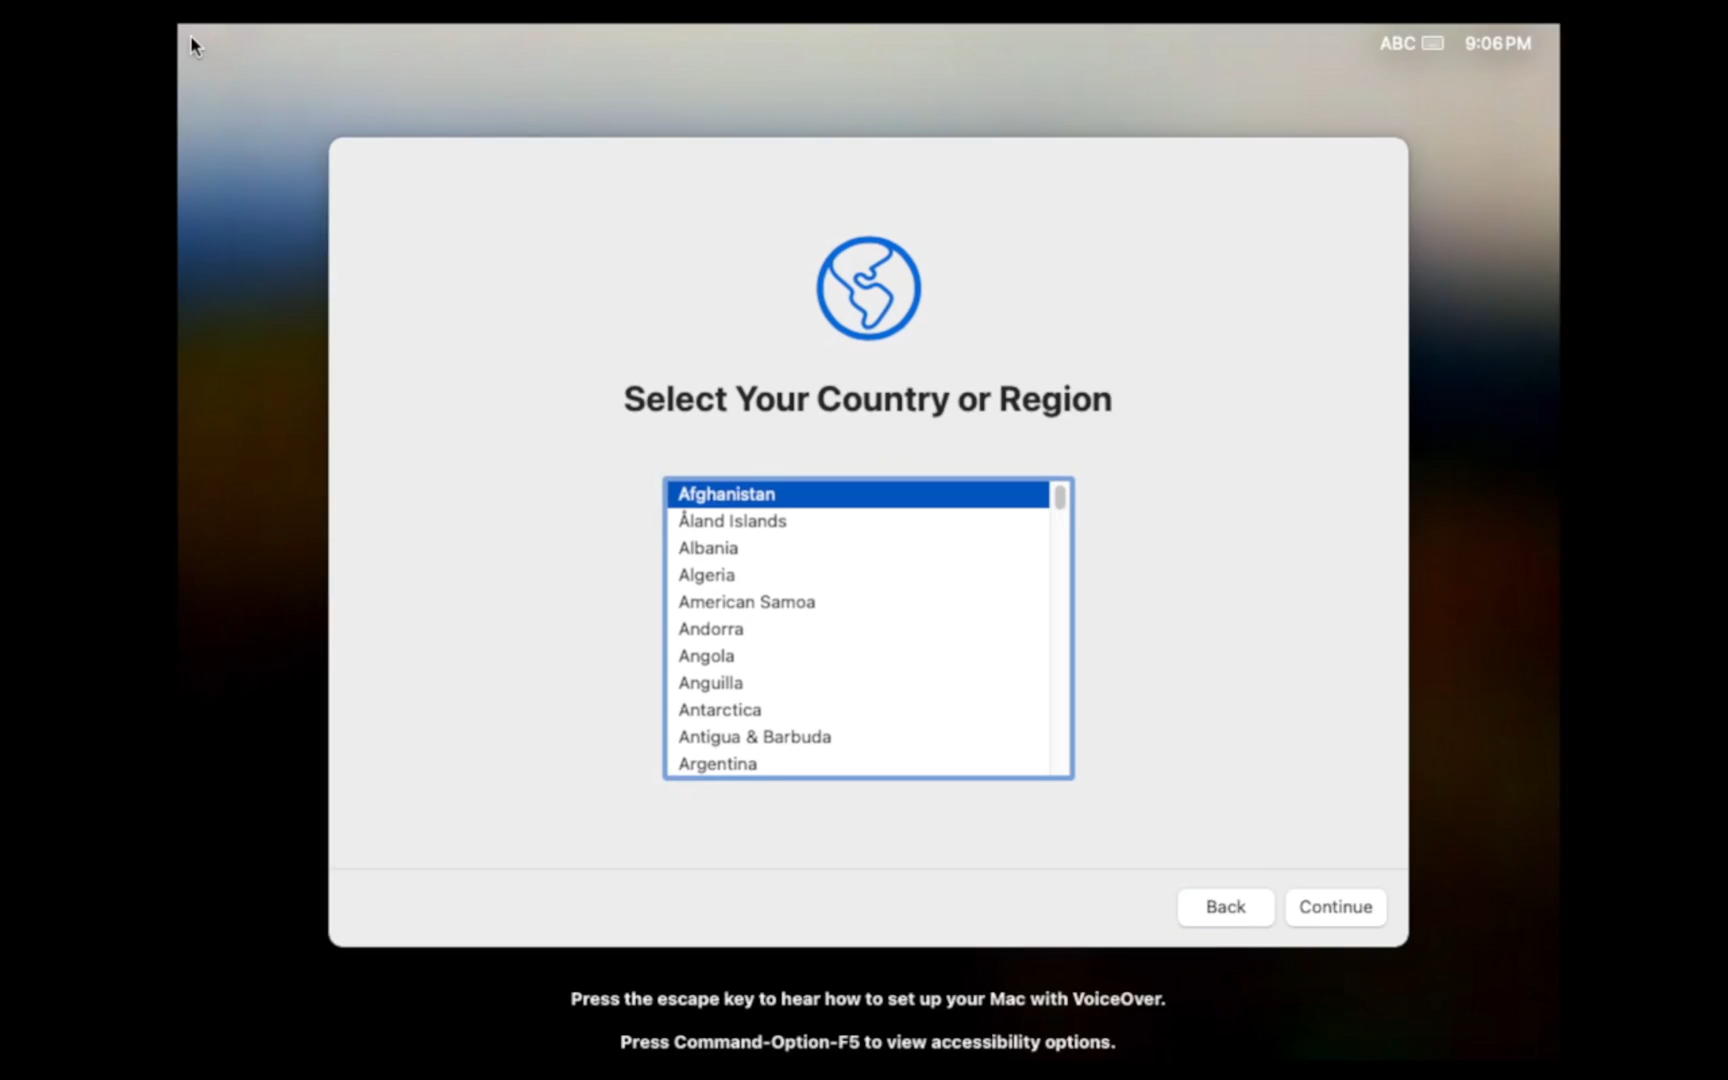 ABC 9:06 PM
Select Your Country or Region
Afghanistan
Åland Islands
Albania
Algeria
American Samoa
Andorra
Angola
Anguilla
Antarctica
Antigua & Barbuda
Argentina
Back Continue
Press the escape key to hear how to set up your Mac with VoiceOver.
Press Command-Option-F5 to view accessibility options.